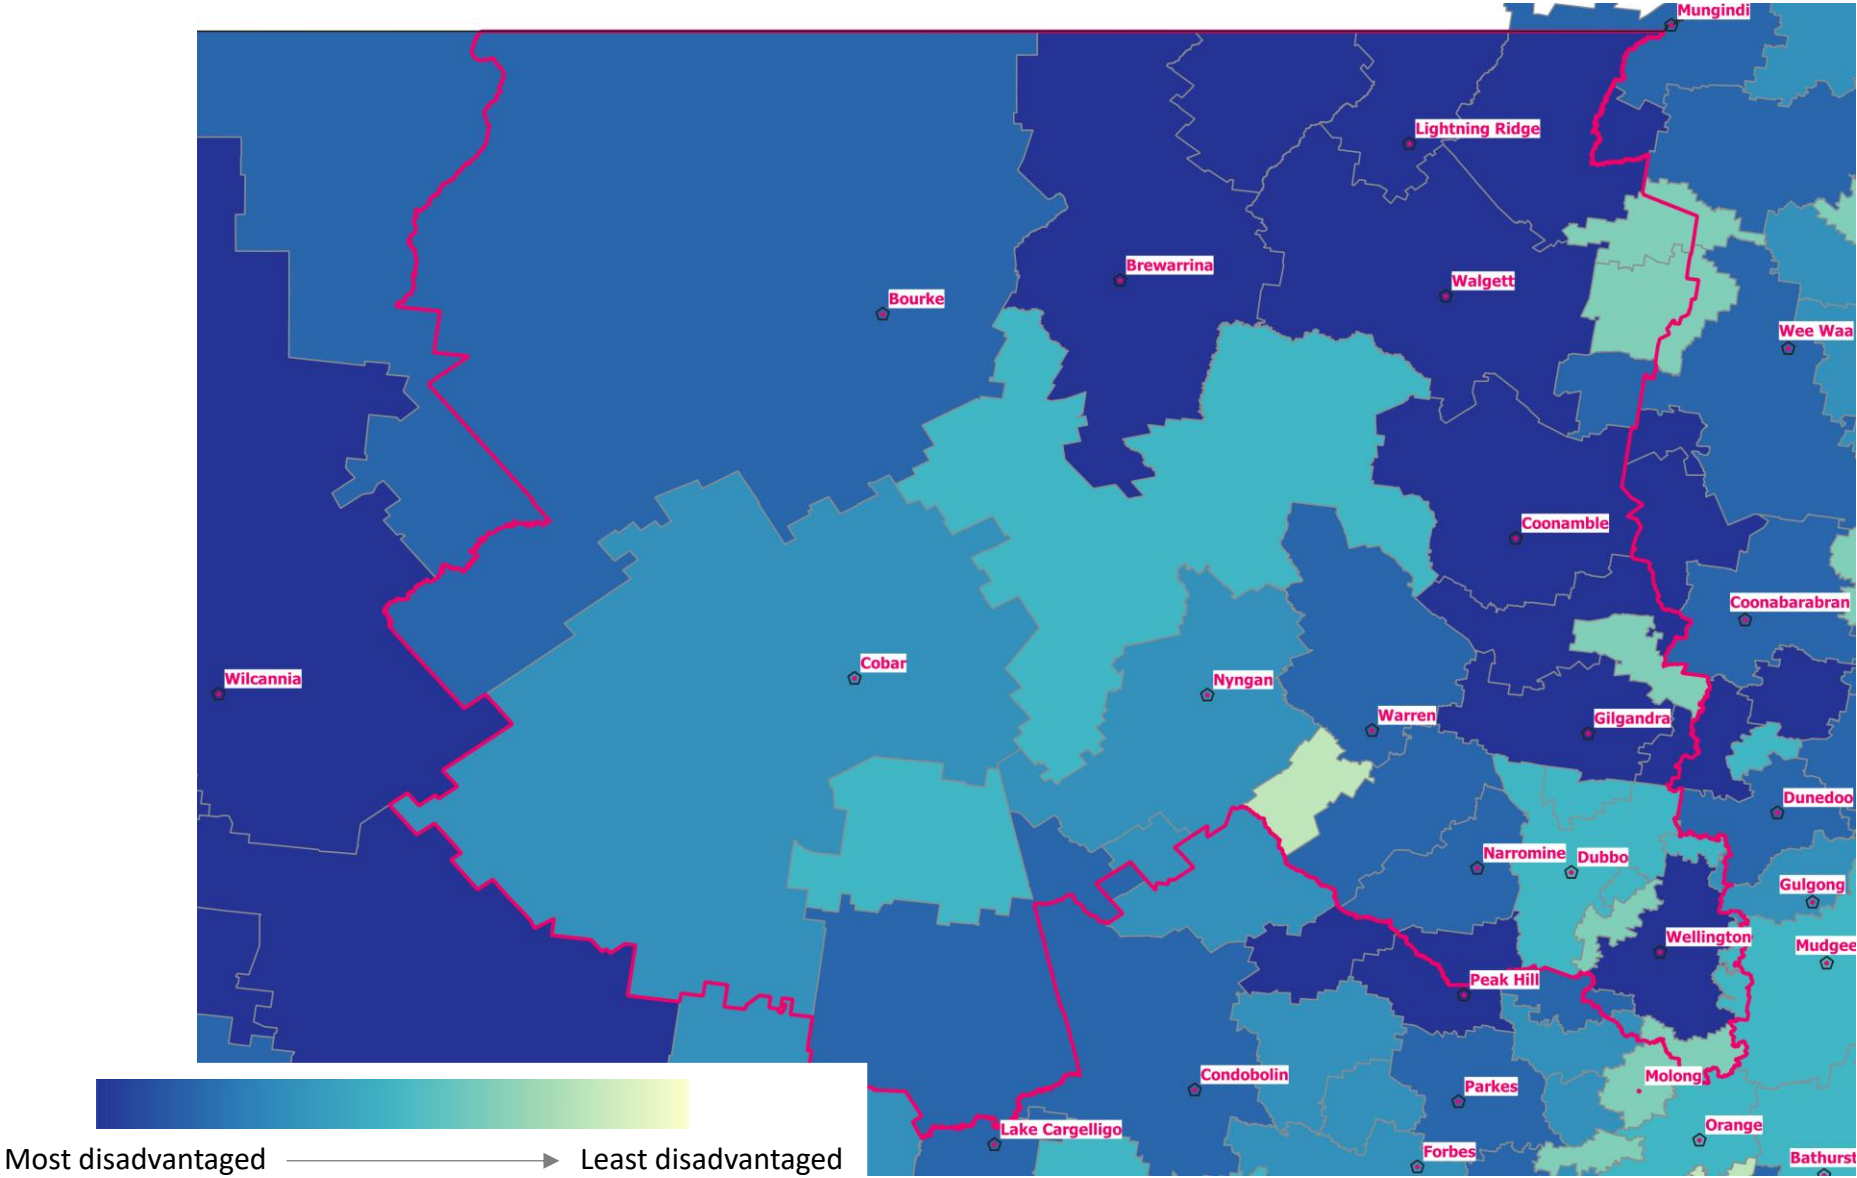 Mungindi
Lightning Ridge
Brewarrina
Walgett
Bourke
Wee Waa
Coonamble
Coonabarabran
Wilcannia
Cobar
Nyngan
Warren
Gilgandra
Dunedoo
Narromine
Dubbo
Gulgong
Wellington
Mudgee
Peak Hill
Condobolin
Parkes
Molong
Lake Cargelligo
Orange
Forbes
Bathurst
Most disadvantaged
Least disadvantaged